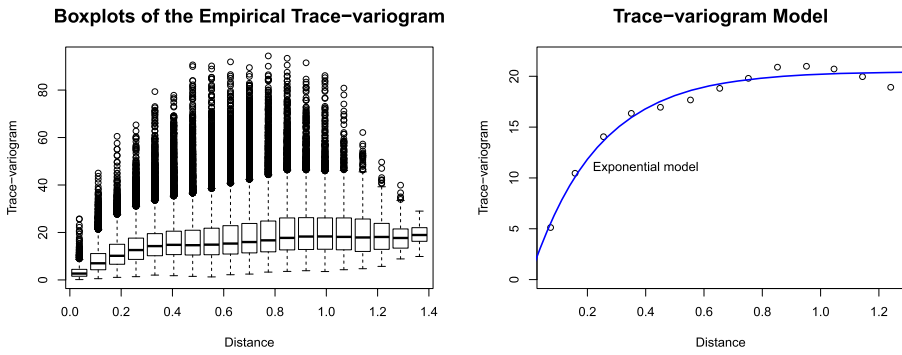 Boxplots of the Empirical Trace−variogram
Trace−variogram
80
60
40
20
0
0.0 0.2 0.4 0.6 0.8 1.0 1.2 1.4
Distance
Trace−variogram Model
Trace−variogram
20
15
10
5
0
Exponential model
0.2 0.4 0.6 0.8 1.0 1.2
Distance